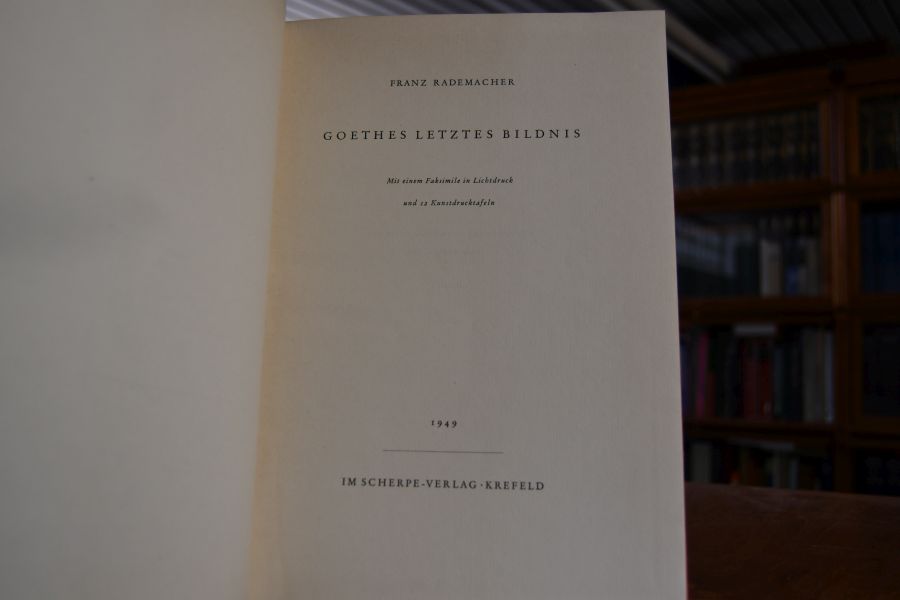 FRANZ RADEMACHER
GOETHES LETZTES BILDNIS
Mit einem Faksimile in Lichtdruck
und 12 Kunstdrucktafeln
1949
IM SCHERPE-VERLAG · KREFELD